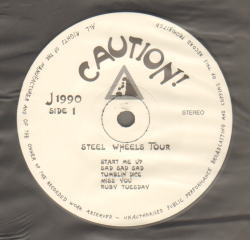 CAUTION!
J1990
SIDE 1
STEREO
STEEL WHEELS TOUR
START ME UP
SAD SAD SAD
TUMBLIN DICE
MISS YOU
RUBY TUESDAY
ALL RIGHTS OF THE MANUFACTURER AND OF THE OWNER OF THE RECORDED WORK RESERVED - UNAUTHORISED PUBLIC PERFORMANCE BROADCASTING AND COPYING OF THIS RECORD PROHIBITED